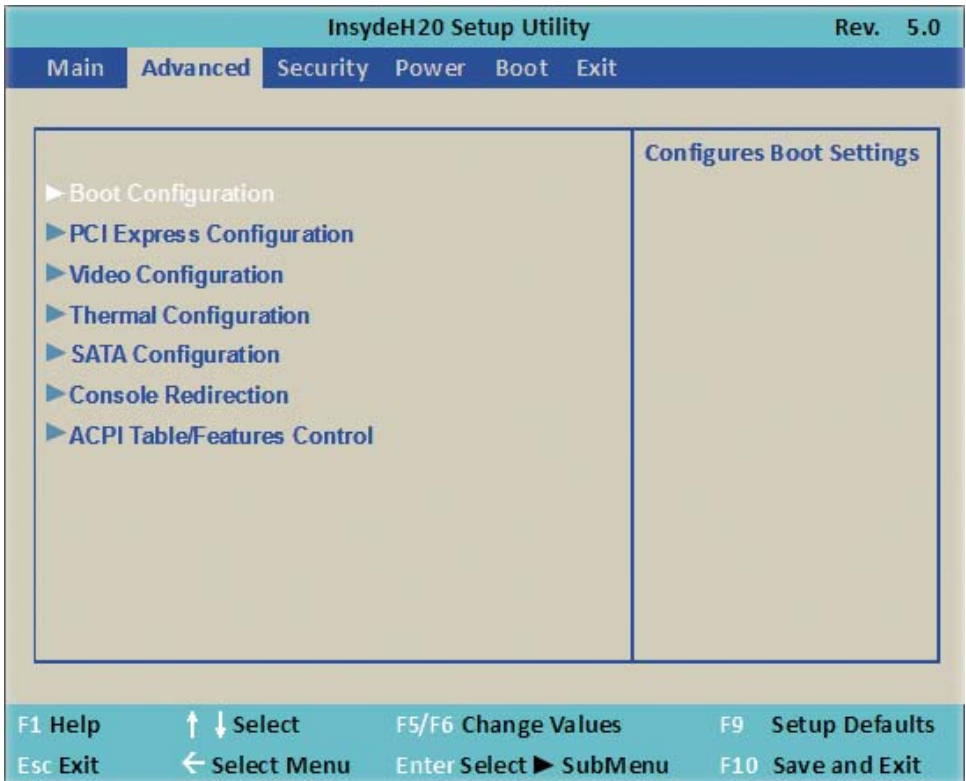 InsydeH20 Setup Utility Rev. 5.0
Main Advanced Security Power Boot Exit
Configures Boot Settings
►Boot Configuration
►PCI Express Configuration
►Video Configuration
►Thermal Configuration
►SATA Configuration
►Console Redirection
►ACPI Table/Features Control
F1 Help ↑↓ Select F5/F6 Change Values F9 Setup Defaults
Esc Exit ← Select Menu Enter Select ► SubMenu F10 Save and Exit